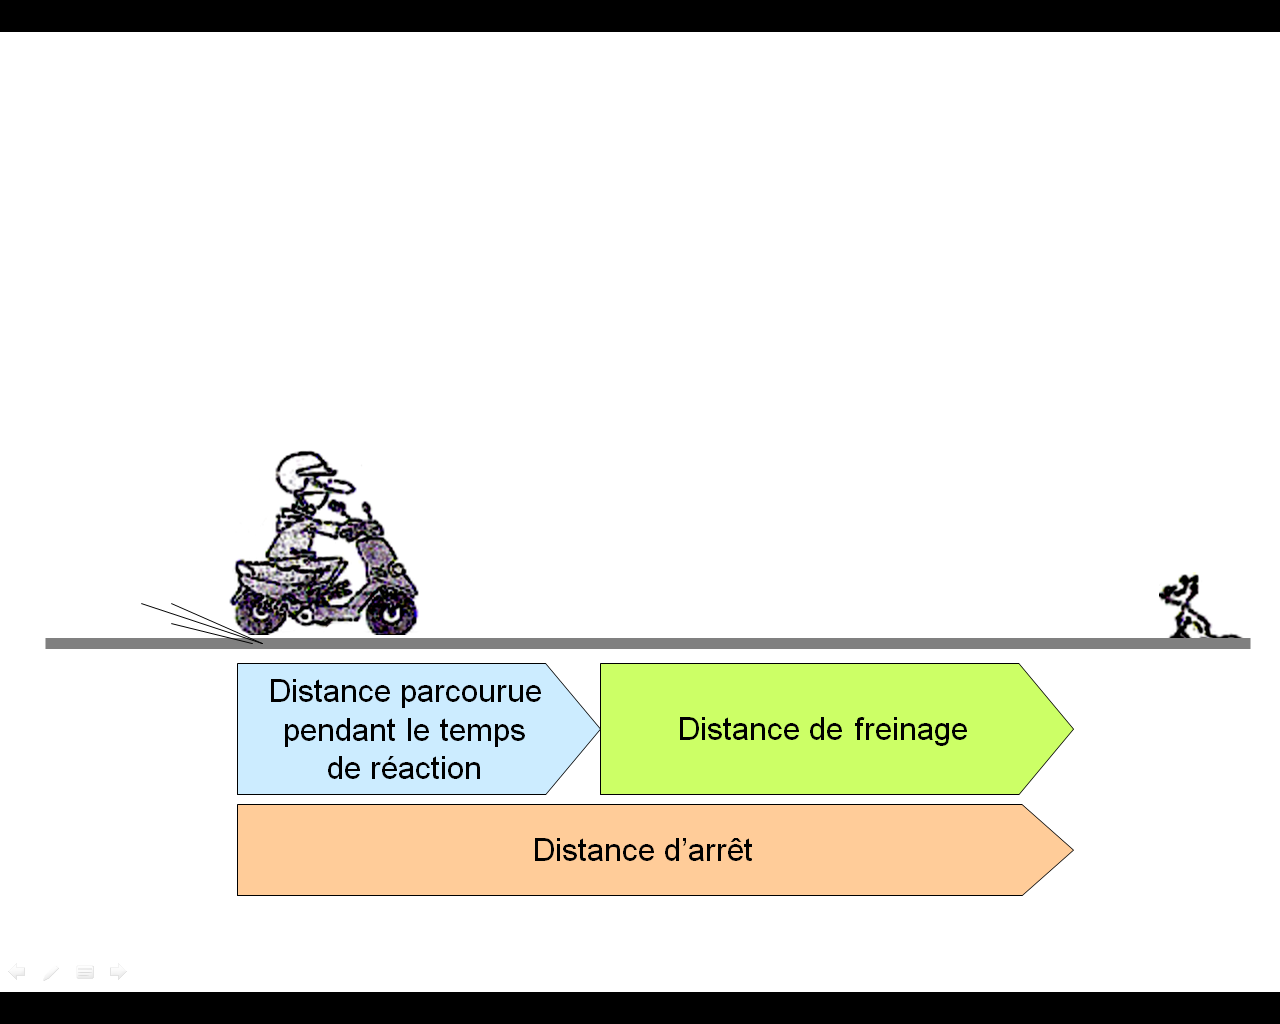 Distance parcourue
pendant le temps
de réaction
Distance de freinage
Distance d’arrêt